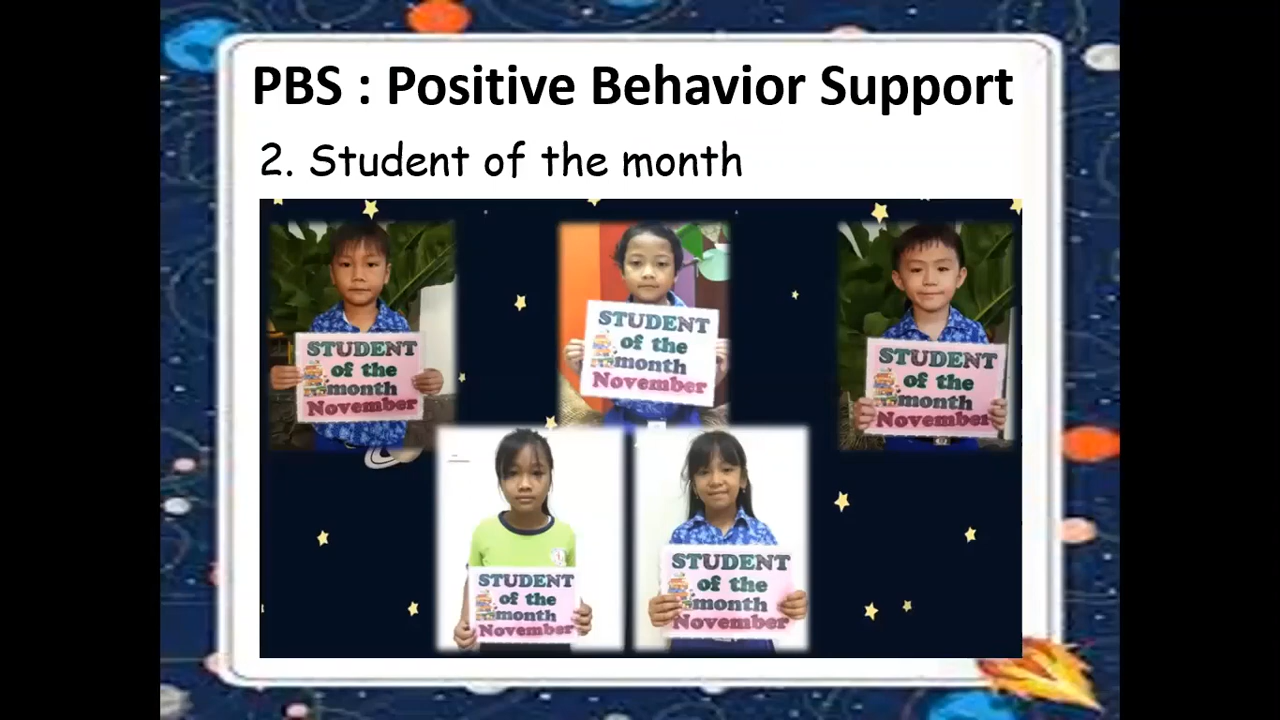 PBS : Positive Behavior Support
2. Student of the month
STUDENT
of the
month
November
STUDENT
of the
month
November
STUDENT
of the
month
November
STUDENT
of the
month
November
STUDENT
of the
month
November